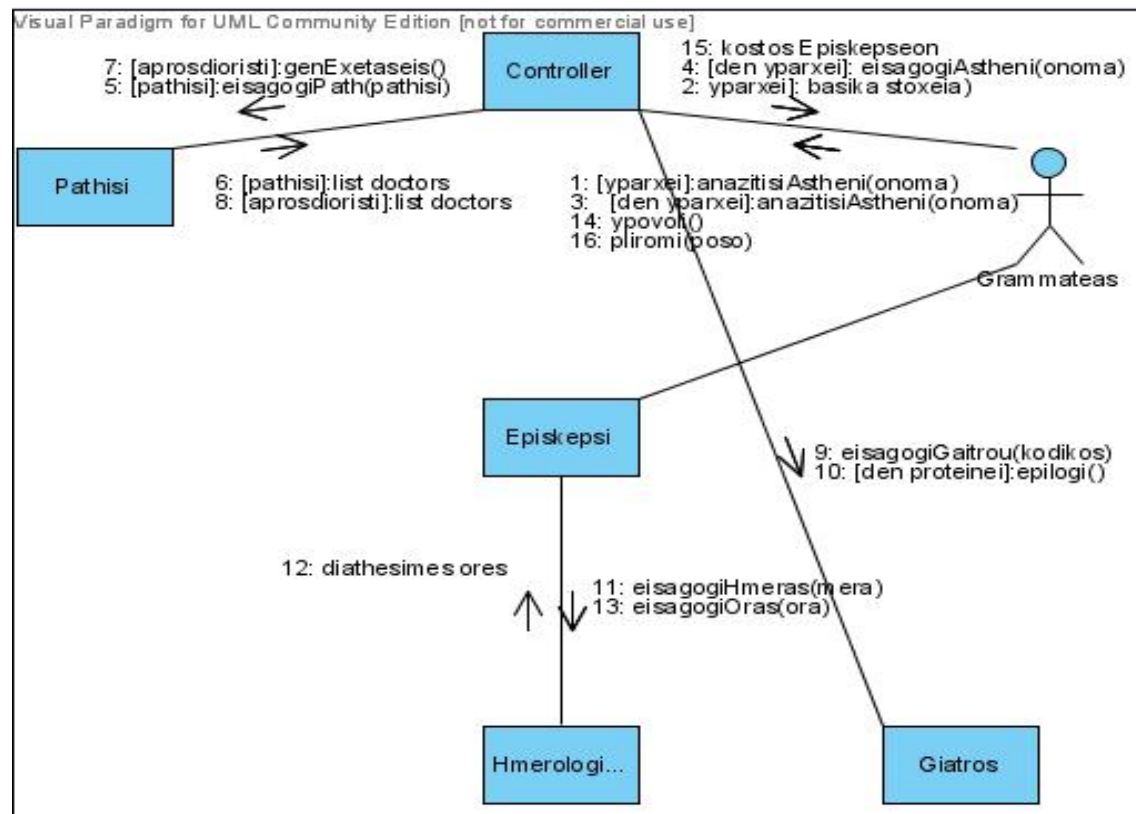 Visual Paradigm for UML Community Edition [not for commercial use]
7: [aprosdioristi]:genExetaseis()
5: [pathisi]:eisagogiPath(pathisi)
Controller
15: kostos Episkepseon
4: [den yparxei]: eisagogiAstheni(onoma)
2: yparxei]: basika stoxeia)
Pathisi
6: [pathisi]:list doctors
8: [aprosdioristi]:list doctors
1: [yparxei]:anazitisiAstheni(onoma)
3: [den yparxei]:anazitisiAstheni(onoma)
14: ypovoli()
16: pliromi(poso)
Grammateas
Episkepsi
9: eisagogiGaitrou(kodikos)
10: [den proteinei]:epilogi()
12: diathesimes ores
11: eisagogiHmeras(mera)
13: eisagogiOras(ora)
Hmerologi...
Giatros